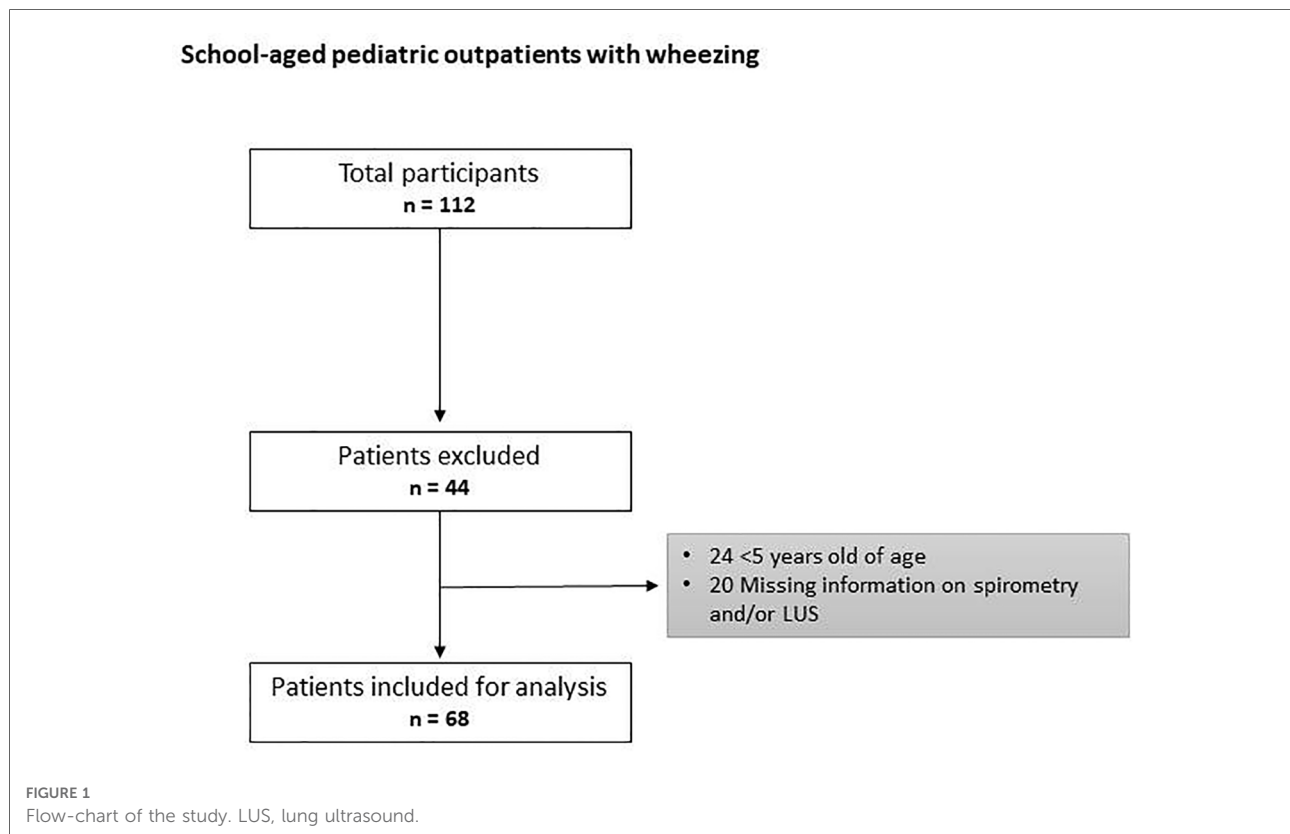 School-aged pediatric outpatients with wheezing
Total participants
n = 112
Patients excluded
n = 44
• 24 <5 years old of age
• 20 Missing information on spirometry
and/or LUS
Patients included for analysis
n = 68
FIGURE 1
Flow-chart of the study. LUS, lung ultrasound.